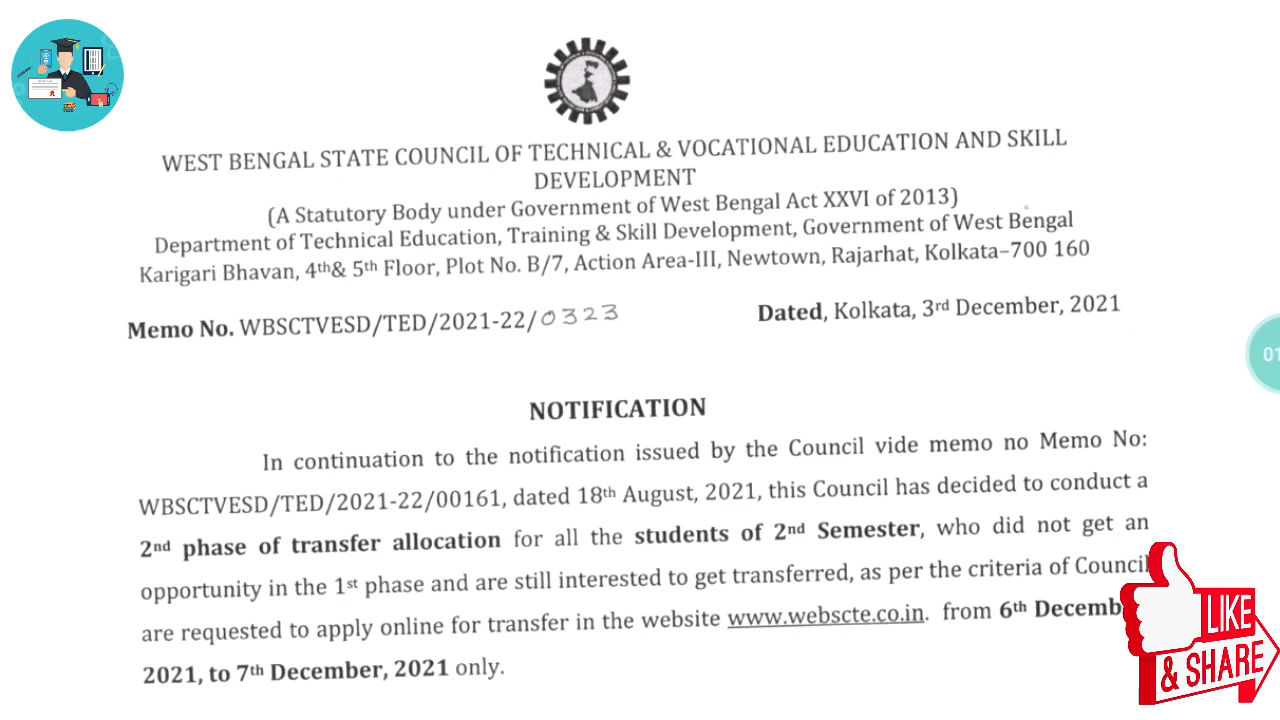 WEST BENGAL STATE COUNCIL OF TECHNICAL & VOCATIONAL EDUCATION AND SKILL
DEVELOPMENT
(A Statutory Body under Government of West Bengal Act XXVI of 2013)
Department of Technical Education, Training & Skill Development, Government of West Bengal
Karigari Bhavan, 4th& 5th Floor, Plot No. B/7, Action Area-III, Newtown, Rajarhat, Kolkata–700 160
Memo No. WBSCTVESD/TED/2021-22/0323 Dated, Kolkata, 3rd December, 2021
01
NOTIFICATION
In continuation to the notification issued by the Council vide memo no Memo No:
WBSCTVESD/TED/2021-22/00161, dated 18th August, 2021, this Council has decided to conduct a
2nd phase of transfer allocation for all the students of 2nd Semester, who did not get an
opportunity in the 1st phase and are still interested to get transferred, as per the criteria of Council
are requested to apply online for transfer in the website www.webscte.co.in. from 6th Decemb
2021, to 7th December, 2021 only.
LIKE
& SHARE